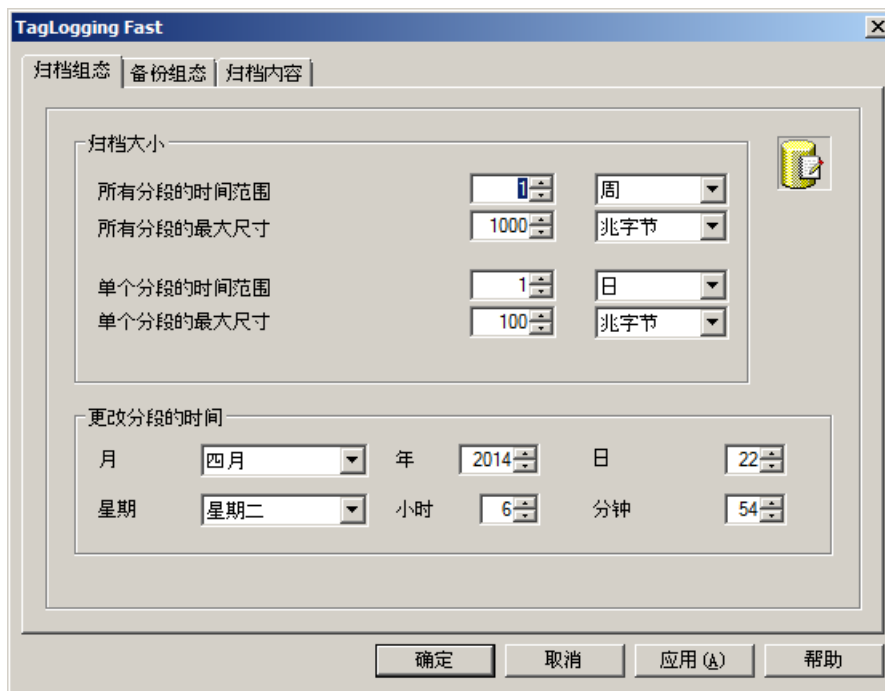 TagLogging Fast
归档组态 备份组态 归档内容
归档大小
所有分段的时间范围 1 周
所有分段的最大尺寸 1000 兆字节
单个分段的时间范围 1 日
单个分段的最大尺寸 100 兆字节
更改分段的时间
月 四月 年 2014 日 22
星期 星期二 小时 6 分钟 54
确定 取消 应用(A) 帮助